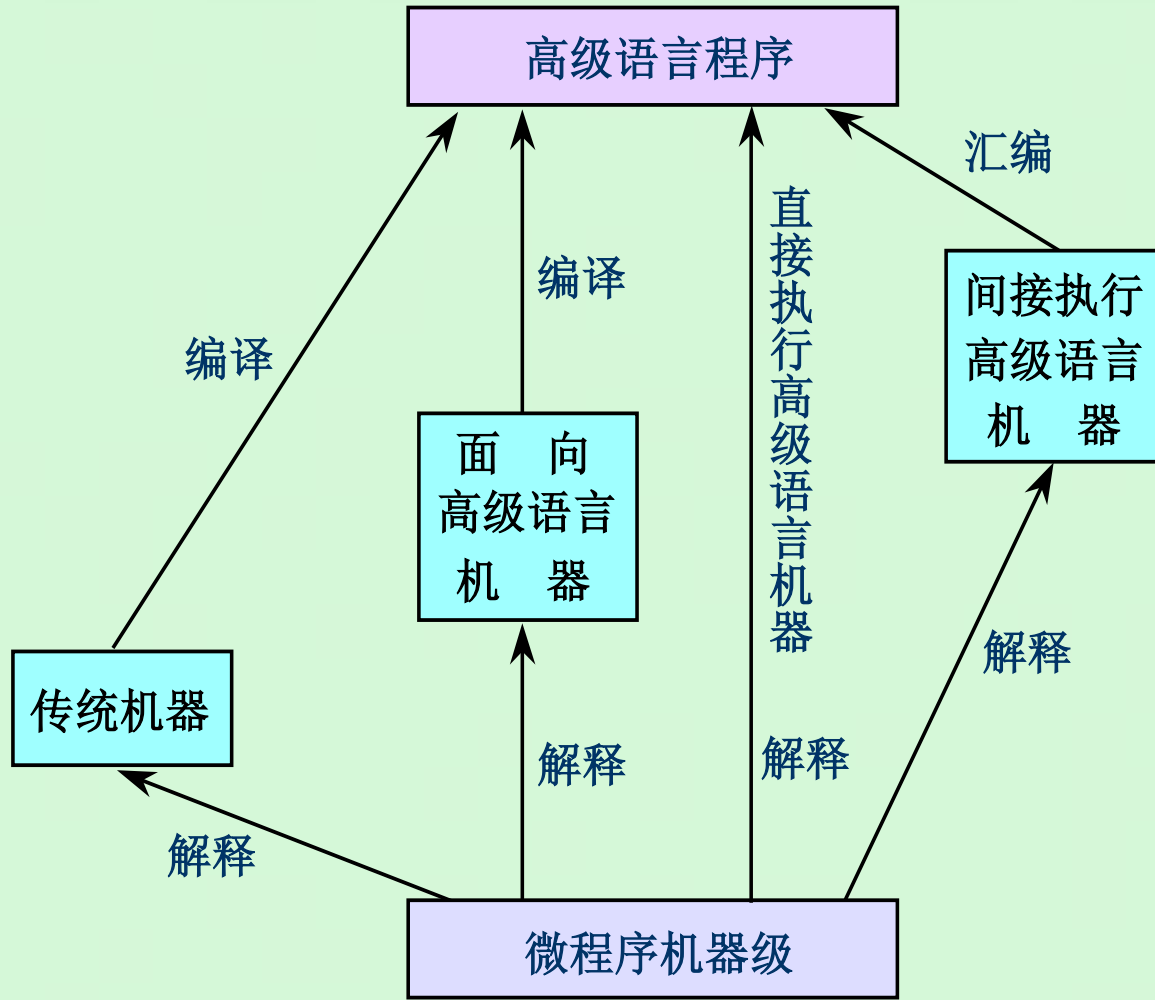 高级语言程序
汇编
直接执行高级语言机器
编译
间接执行
高级语言
机 器
编译
面 向
高级语言
机 器
解释
传统机器
解释
解释
解释
微程序机器级